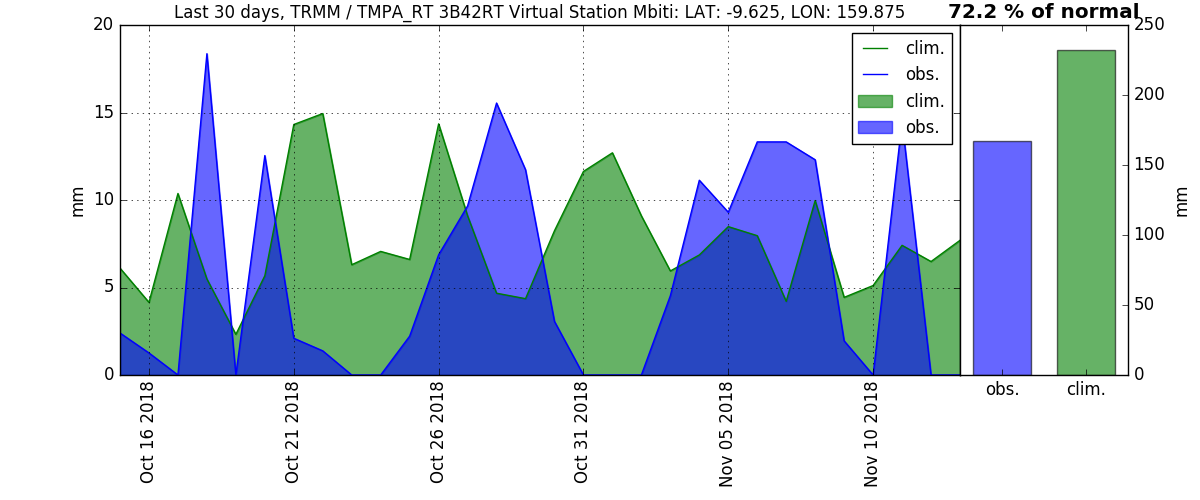 Last 30 days, TRMM / TMPA_RT 3B42RT Virtual Station Mbiti: LAT: -9.625, LON: 159.875
72.2 % of normal
20
15
10
5
0
mm
clim.
obs.
clim.
obs.
Oct 16 2018
Oct 21 2018
Oct 26 2018
Oct 31 2018
Nov 05 2018
Nov 10 2018
250
200
150
100
50
0
mm
obs.
clim.